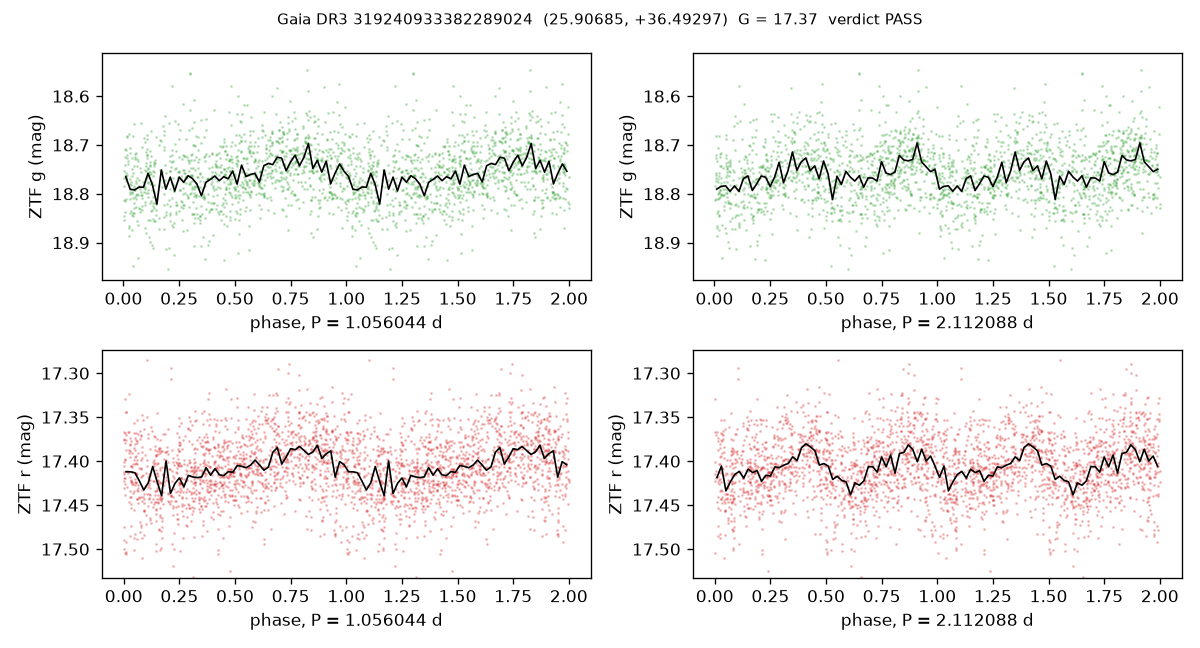 Gaia DR3 319240933382289024 (25.90685, +36.49297) G = 17.37 verdict PASS
ZTF g (mag)
18.6
18.7
18.8
18.9
0.00 0.25 0.50 0.75 1.00 1.25 1.50 1.75 2.00
phase, P = 1.056044 d
ZTF g (mag)
18.6
18.7
18.8
18.9
0.00 0.25 0.50 0.75 1.00 1.25 1.50 1.75 2.00
phase, P = 2.112088 d
ZTF r (mag)
17.30
17.35
17.40
17.45
17.50
0.00 0.25 0.50 0.75 1.00 1.25 1.50 1.75 2.00
phase, P = 1.056044 d
ZTF r (mag)
17.30
17.35
17.40
17.45
17.50
0.00 0.25 0.50 0.75 1.00 1.25 1.50 1.75 2.00
phase, P = 2.112088 d